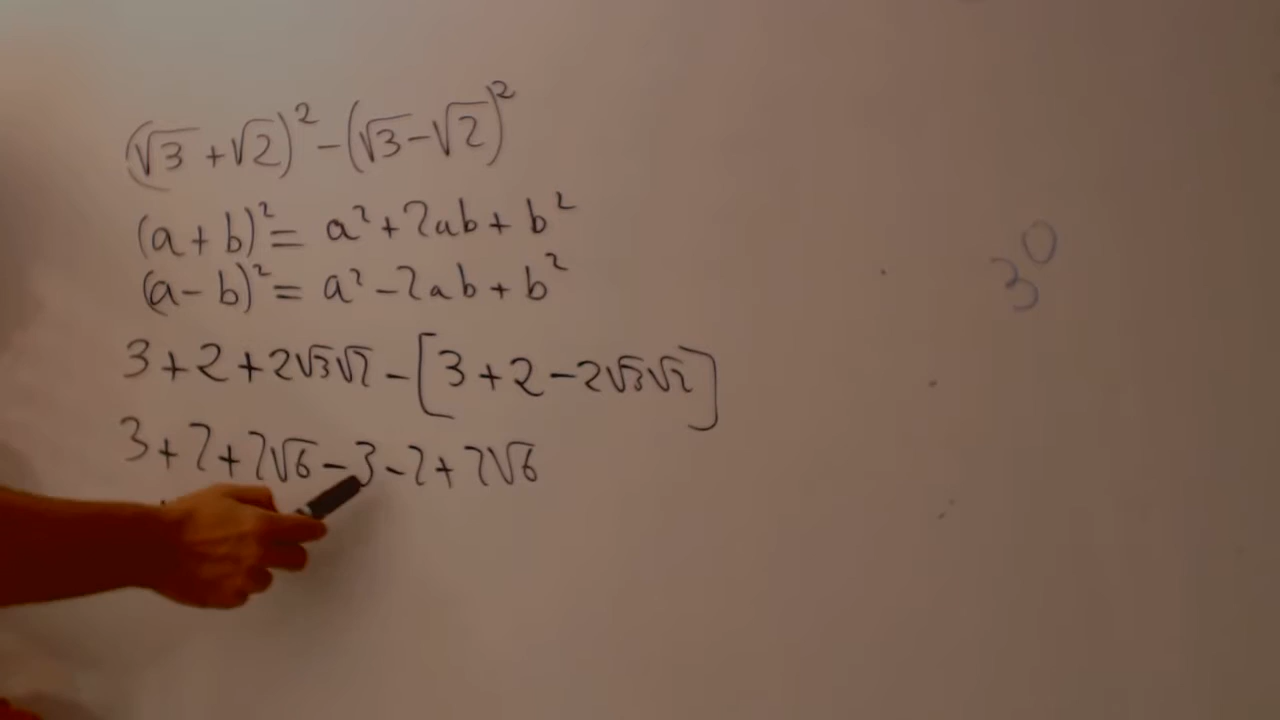 (√3 + √2)² - (√3 - √2)²
(a + b)² = a² + 2ab + b²
(a - b)² = a² - 2ab + b²
3 + 2 + 2√3√2 - [3 + 2 - 2√3√2]
3 + 2 + 2√6 - 3 - 2 + 2√6
3⁰